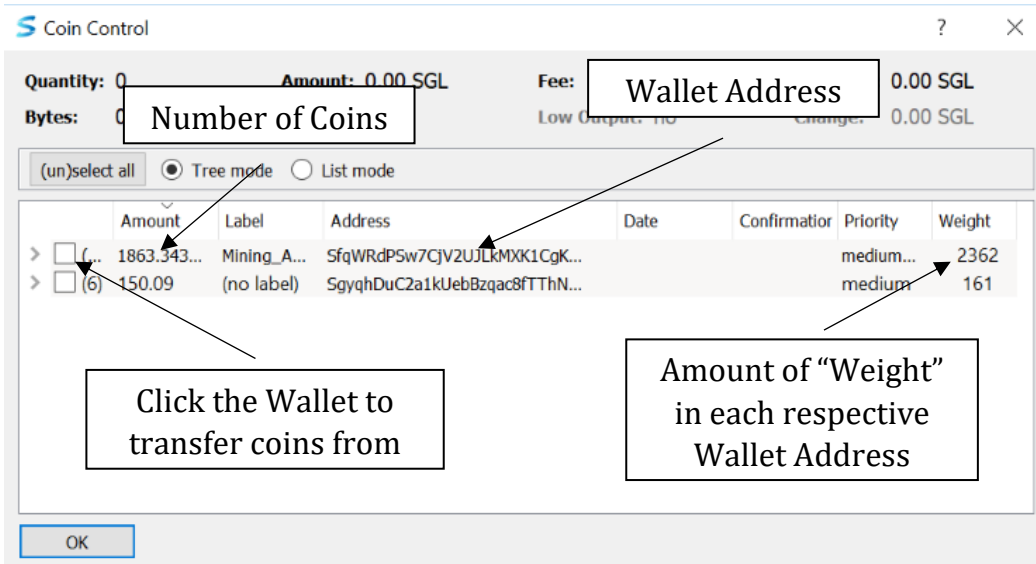 Coin Control ?
Quantity: 0 Amount: 0.00 SGL Fee: 0.00 SGL
Bytes: Low Output: no Change: 0.00 SGL
Number of Coins
Wallet Address
(un)select all Tree mode List mode
Amount Label Address Date Confirmatior Priority Weight
(... 1863.343... Mining_A... SfqWRdPSw7CjV2UJLkMXK1CgK... medium... 2362
(6) 150.09 (no label) SgyqhDuC2a1kUebBzqac8fTThN... medium 161
Click the Wallet to
transfer coins from
Amount of “Weight”
in each respective
Wallet Address
OK